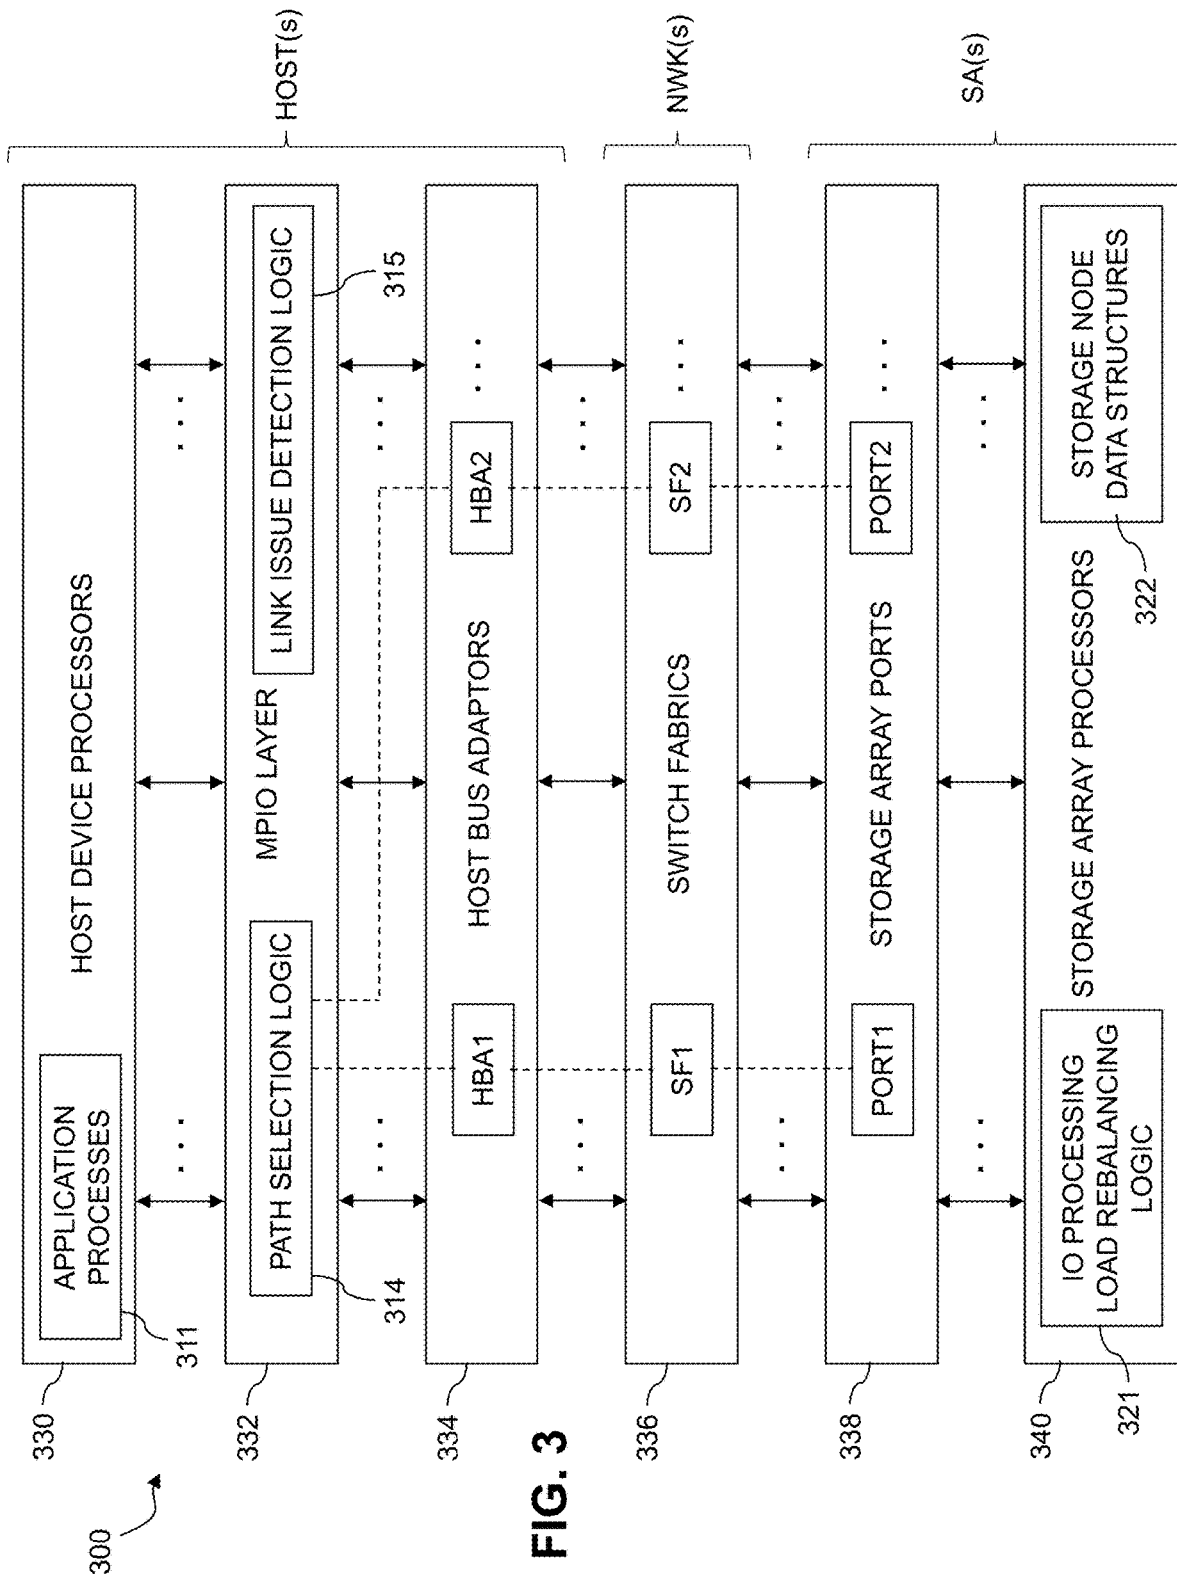 300
330
APPLICATION
PROCESSES
311
HOST DEVICE PROCESSORS
HOST(s)
332
PATH SELECTION LOGIC
314
MPIO LAYER
LINK ISSUE DETECTION LOGIC
315
334
HBA1
HOST BUS ADAPTORS
HBA2
336
SF1
SWITCH FABRICS
SF2
NWK(s)
338
PORT1
STORAGE ARRAY PORTS
PORT2
SA(s)
340
IO PROCESSING
LOAD REBALANCING
LOGIC
321
STORAGE ARRAY PROCESSORS
STORAGE NODE
DATA STRUCTURES
322
FIG. 3